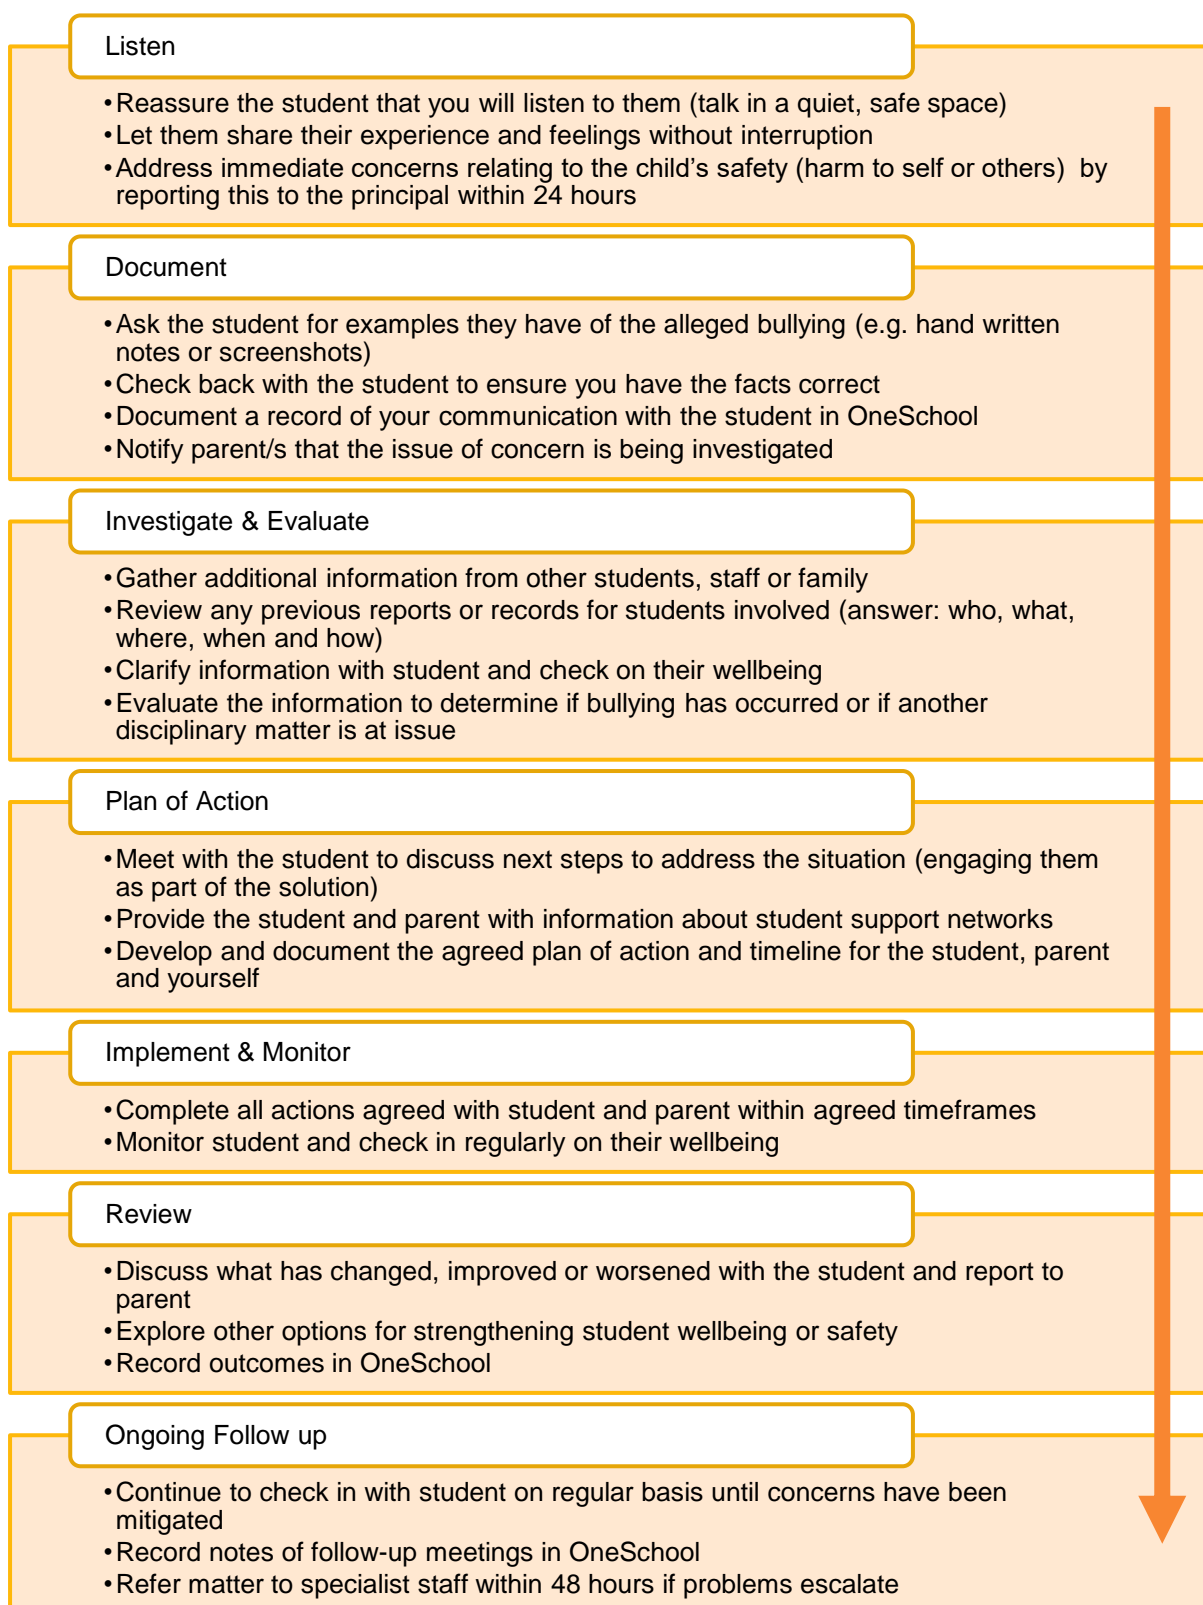 Listen
•Reassure the student that you will listen to them (talk in a quiet, safe space)
•Let them share their experience and feelings without interruption
•Address immediate concerns relating to the child's safety (harm to self or others)  by
reporting this to the principal within 24 hours
Document
•Ask the student for examples they have of the alleged bullying (e.g. hand written
notes or screenshots)
•Check back with the student to ensure you have the facts correct
•Document a record of your communication with the student in OneSchool
•Notify parent/s that the issue of concern is being investigated
Investigate & Evaluate
•Gather additional information from other students, staff or family
•Review any previous reports or records for students involved (answer: who, what,
where, when and how)
•Clarify information with student and check on their wellbeing
•Evaluate the information to determine if bullying has occurred or if another
disciplinary matter is at issue
Plan of Action
•Meet with the student to discuss next steps to address the situation (engaging them
as part of the solution)
•Provide the student and parent with information about student support networks
•Develop and document the agreed plan of action and timeline for the student, parent
and yourself
Implement & Monitor
•Complete all actions agreed with student and parent within agreed timeframes
•Monitor student and check in regularly on their wellbeing
Review
•Discuss what has changed, improved or worsened with the student and report to
parent
•Explore other options for strengthening student wellbeing or safety
•Record outcomes in OneSchool
Ongoing Follow up
•Continue to check in with student on regular basis until concerns have been
mitigated
•Record notes of follow-up meetings in OneSchool
•Refer matter to specialist staff within 48 hours if problems escalate